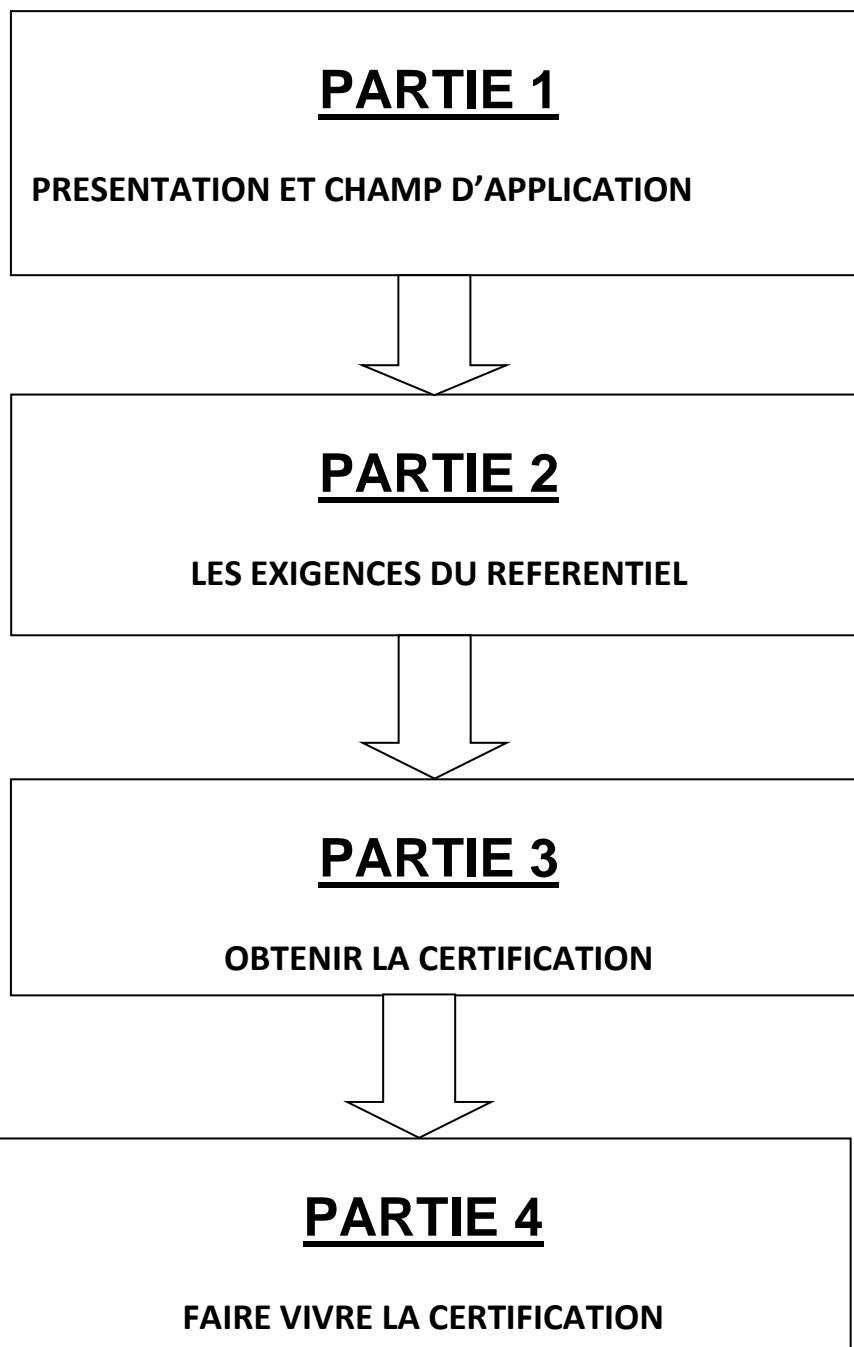 PARTIE 1
PRESENTATION ET CHAMP D’APPLICATION
PARTIE 2
LES EXIGENCES DU REFERENTIEL
PARTIE 3
OBTENIR LA CERTIFICATION
PARTIE 4
FAIRE VIVRE LA CERTIFICATION